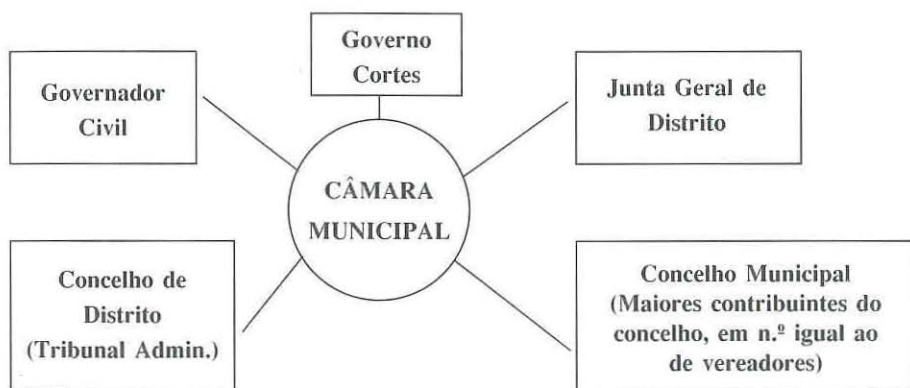 Governo
Cortes
Governador
Civil
Junta Geral de
Distrito
CÂMARA
MUNICIPAL
Concelho de
Distrito
(Tribunal Admin.)
Concelho Municipal
(Maiores contribuintes do
concelho, em n.º igual ao
de vereadores)